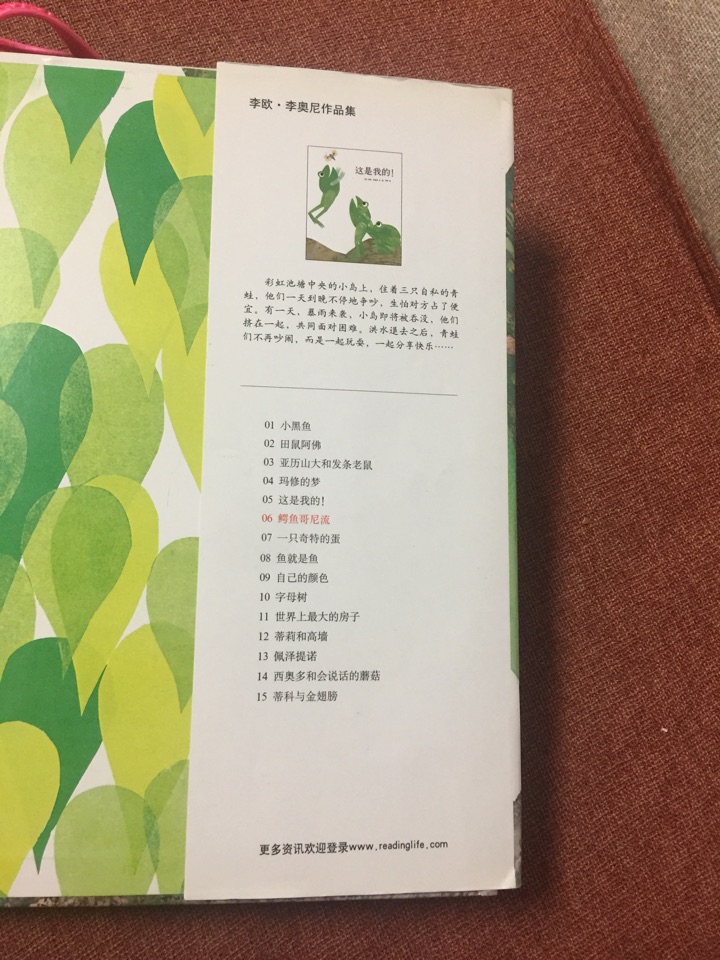 李欧·李奥尼作品集
这是我的！
彩虹池塘中央的小岛上，住着三只自私的青
蛙，他们一天到晚不停地争吵，生怕对方占了便
宜。有一天，暴雨来袭、小岛即将被吞没，他们
挤在一起，共同面对困难。洪水退去之后，青蛙
们不再吵闹，而是一起玩耍，一起分享快乐……
01 小黑鱼
02 田鼠阿佛
03 亚历山大和发条老鼠
04 玛修的梦
05 这是我的！
06 鳄鱼哥尼流
07 一只奇特的蛋
08 鱼就是鱼
09 自己的颜色
10 字母树
11 世界上最大的房子
12 蒂莉和高墙
13 佩泽提诺
14 西奥多和会说话的蘑菇
15 蒂科与金翅膀
更多资讯欢迎登录www.readinglife.com